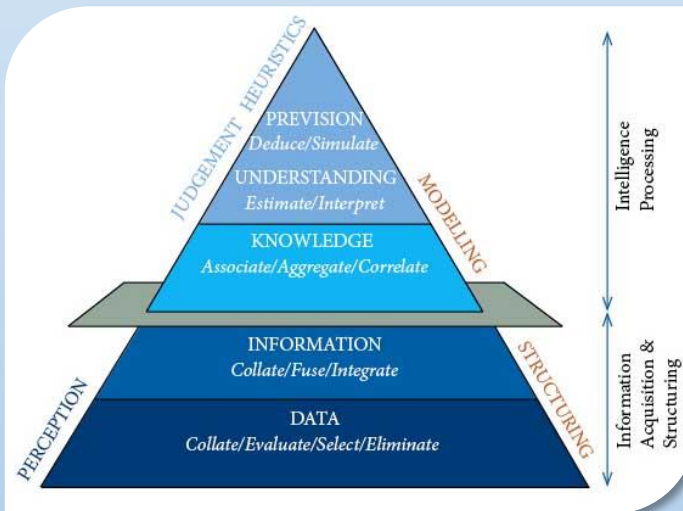 JUDGEMENT HEURISTICS
PREVISION
Deduce/Simulate
UNDERSTANDING
Estimate/Interpret
MODELLING
KNOWLEDGE
Associate/Aggregate/Correlate
Intelligence
Processing
PERCEPTION
INFORMATION
Collate/Fuse/Integrate
STRUCTURING
DATA
Collate/Evaluate/Select/Eliminate
Information
Acquisition &
Structuring